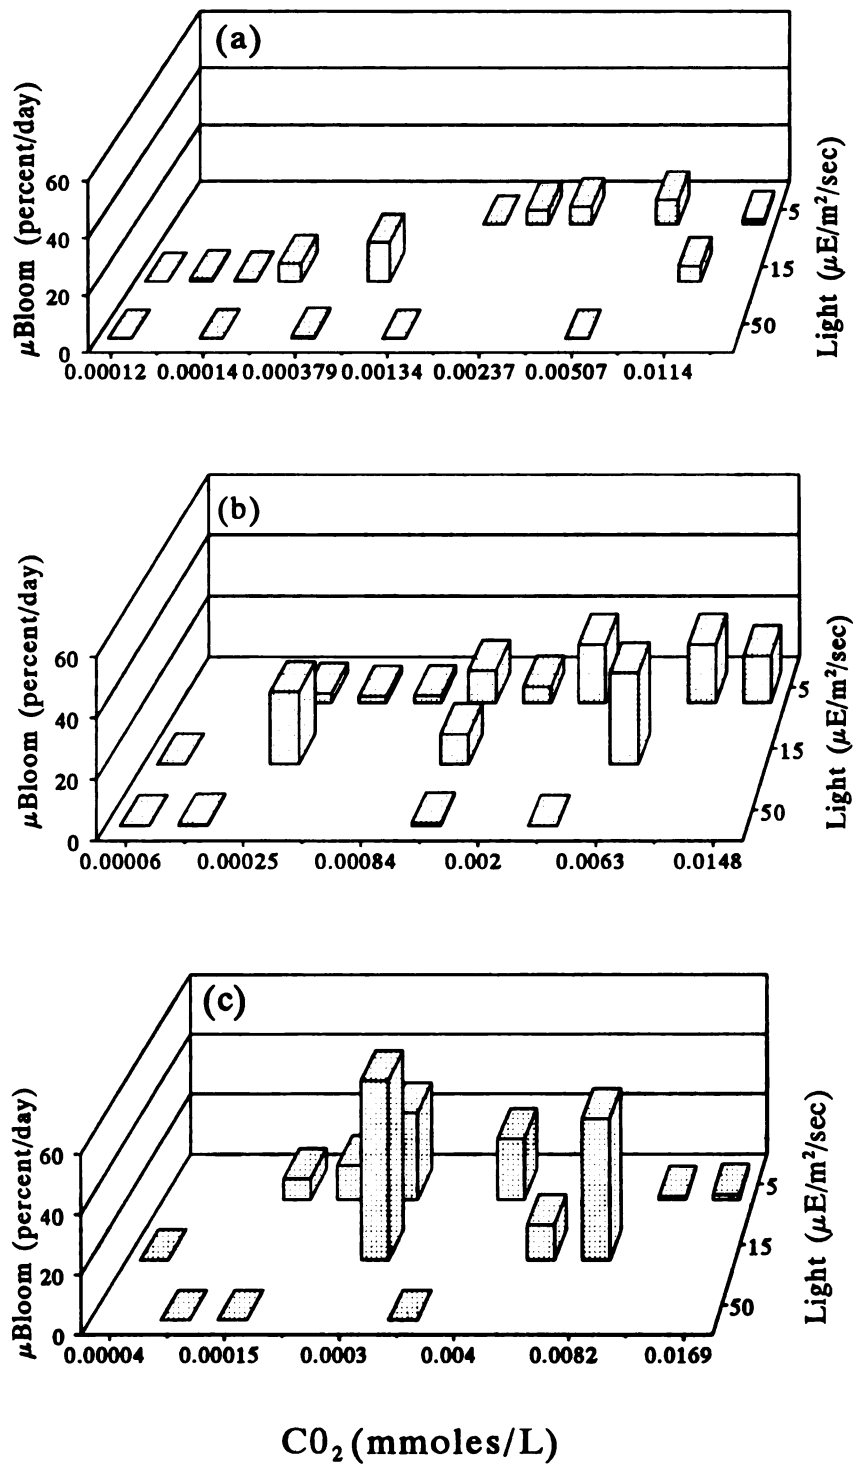 (a)
μBloom (percent/day)
60
40
20
0
0.00012 0.00014 0.000379 0.00134 0.00237 0.00507 0.0114
5
15
50
Light (μE/m²/sec)
(b)
μBloom (percent/day)
60
40
20
0
0.00006 0.00025 0.00084 0.002 0.0063 0.0148
5
15
50
Light (μE/m²/sec)
(c)
μBloom (percent/day)
60
40
20
0
0.00004 0.00015 0.0003 0.004 0.0082 0.0169
5
15
50
Light (μE/m²/sec)
C0₂ (mmoles/L)